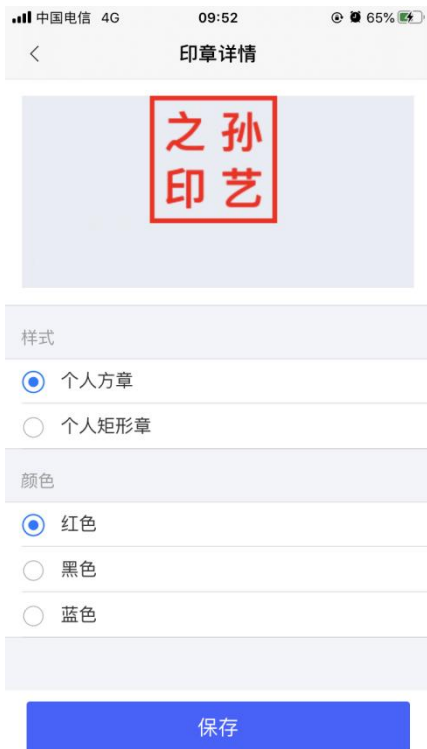 中国电信 4G 09:52 65%
印章详情
之孙
印艺
样式
个人方章
个人矩形章
颜色
红色
黑色
蓝色
保存